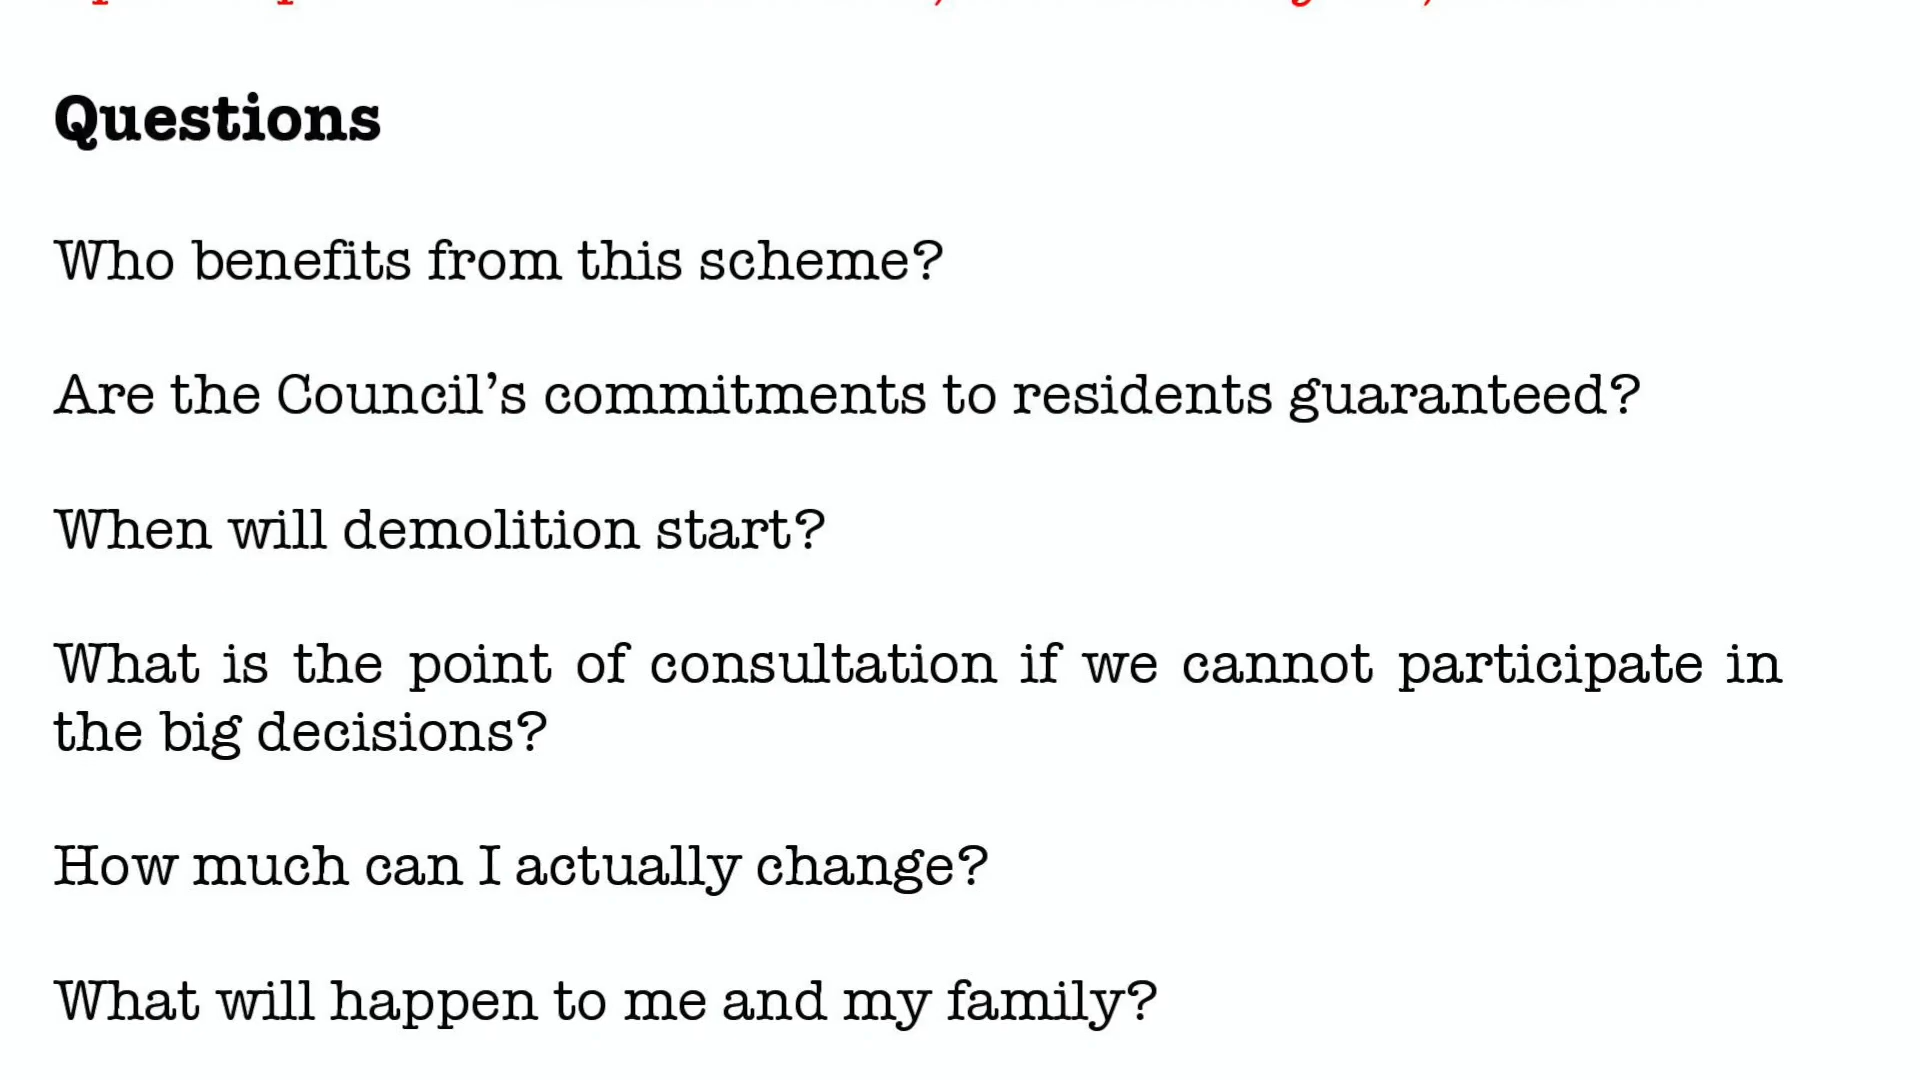 Questions
Who benefits from this scheme?
Are the Council’s commitments to residents guaranteed?
When will demolition start?
What is the point of consultation if we cannot participate in
the big decisions?
How much can I actually change?
What will happen to me and my family?